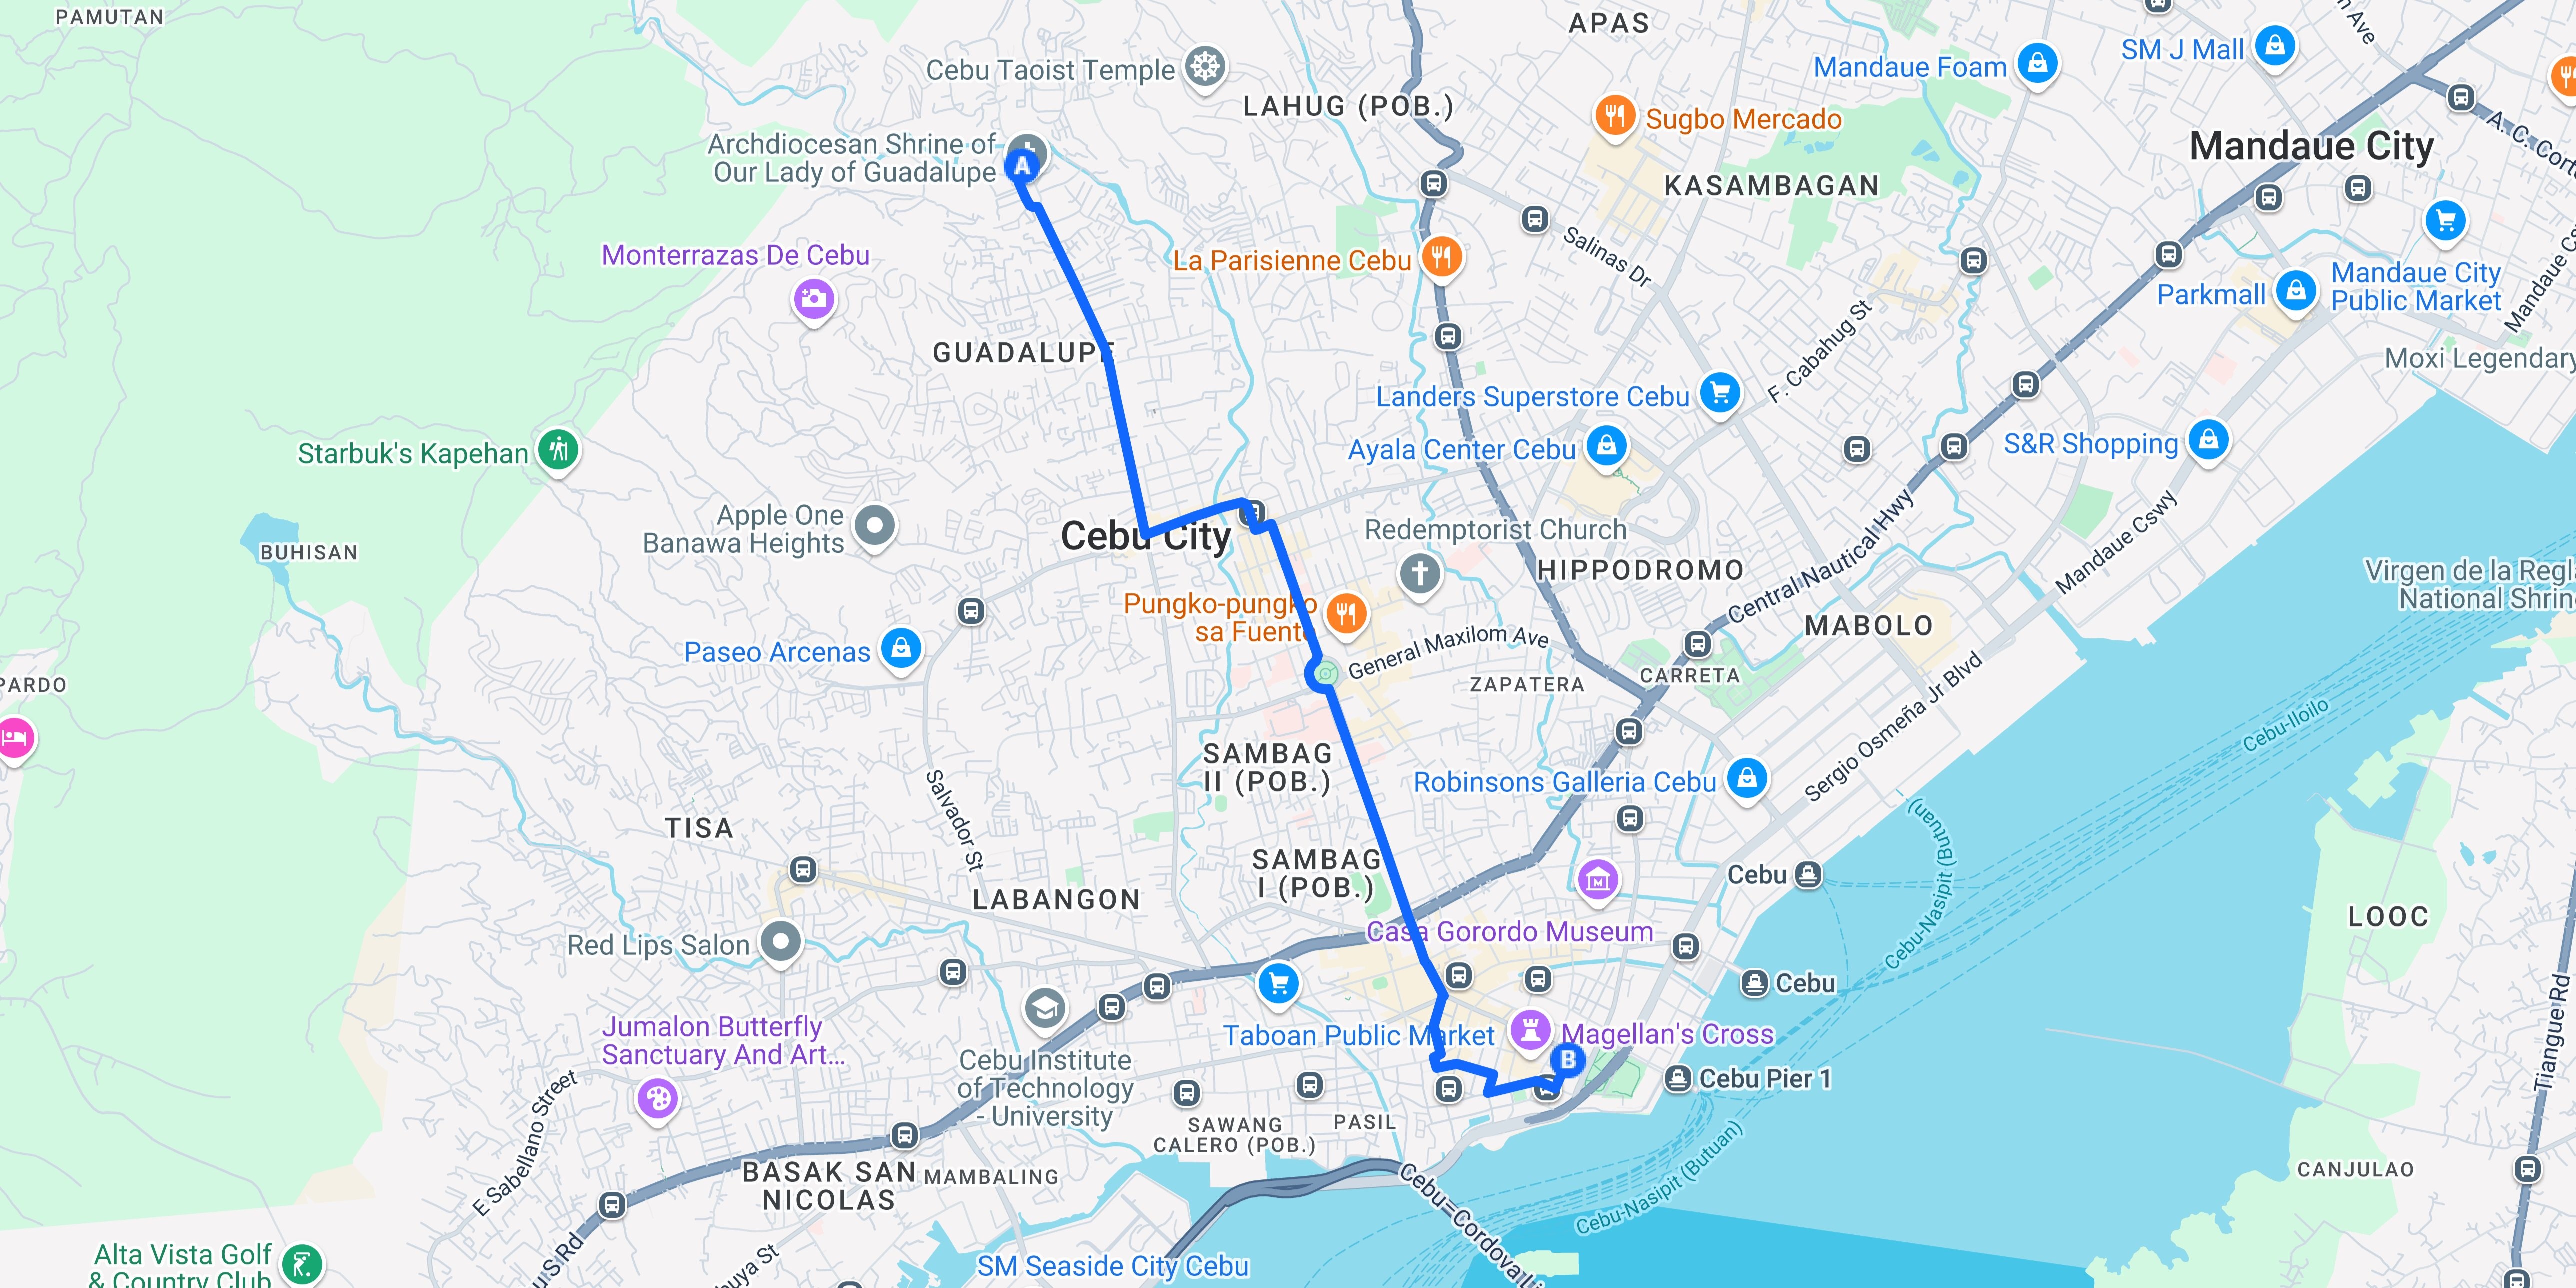 PAMUTAN
APAS
SM J Mall
Mandaue Foam
Cebu Taoist Temple
LAHUG (POB.)
Sugbo Mercado
A. C. Cort
Archdiocesan Shrine of
Our Lady of Guadalupe
A
Mandaue City
KASAMBAGAN
Monterrazas De Cebu
La Parisienne Cebu
Salinas Dr
Mandaue City
Public Market
Parkmall
Mandaue C
GUADALUPE
F. Cabahug St
Moxi Legendary
Landers Superstore Cebu
Starbuk's Kapehan
Ayala Center Cebu
S&R Shopping
Apple One
Banawa Heights
Cebu City
Redemptorist Church
BUHISAN
HIPPODROMO
Central Nautical Hwy
Mandaue Cswy
Virgen de la Regl
National Shrin
Pungko-pungko
sa Fuente
General Maxilom Ave
MABOLO
Paseo Arcenas
PARDO
ZAPATERA
CARRETA
Sergio Osmeña Jr Blvd
Cebu-Iloilo
SAMBAG
II (POB.)
Robinsons Galleria Cebu
Salvador St
TISA
Cebu-Nasipit (Butuan)
SAMBAG
I (POB.)
Cebu
LABANGON
LOOC
Casa Gorordo Museum
Red Lips Salon
Cebu
Jumalon Butterfly
Sanctuary And Art...
Taboan Public Market
Magellan's Cross
B
Cebu Institute
of Technology
- University
Cebu Pier 1
Tiangue Rd
E Sabellano Street
SAWANG
CALERO (POB.)
PASIL
Cebu-Nasipit (Butuan)
BASAK SAN
NICOLAS
MAMBALING
CANJULAO
Cebu=Cordova Li
Alta Vista Golf
& Country Club
u S Rd
uya St
SM Seaside City Cebu